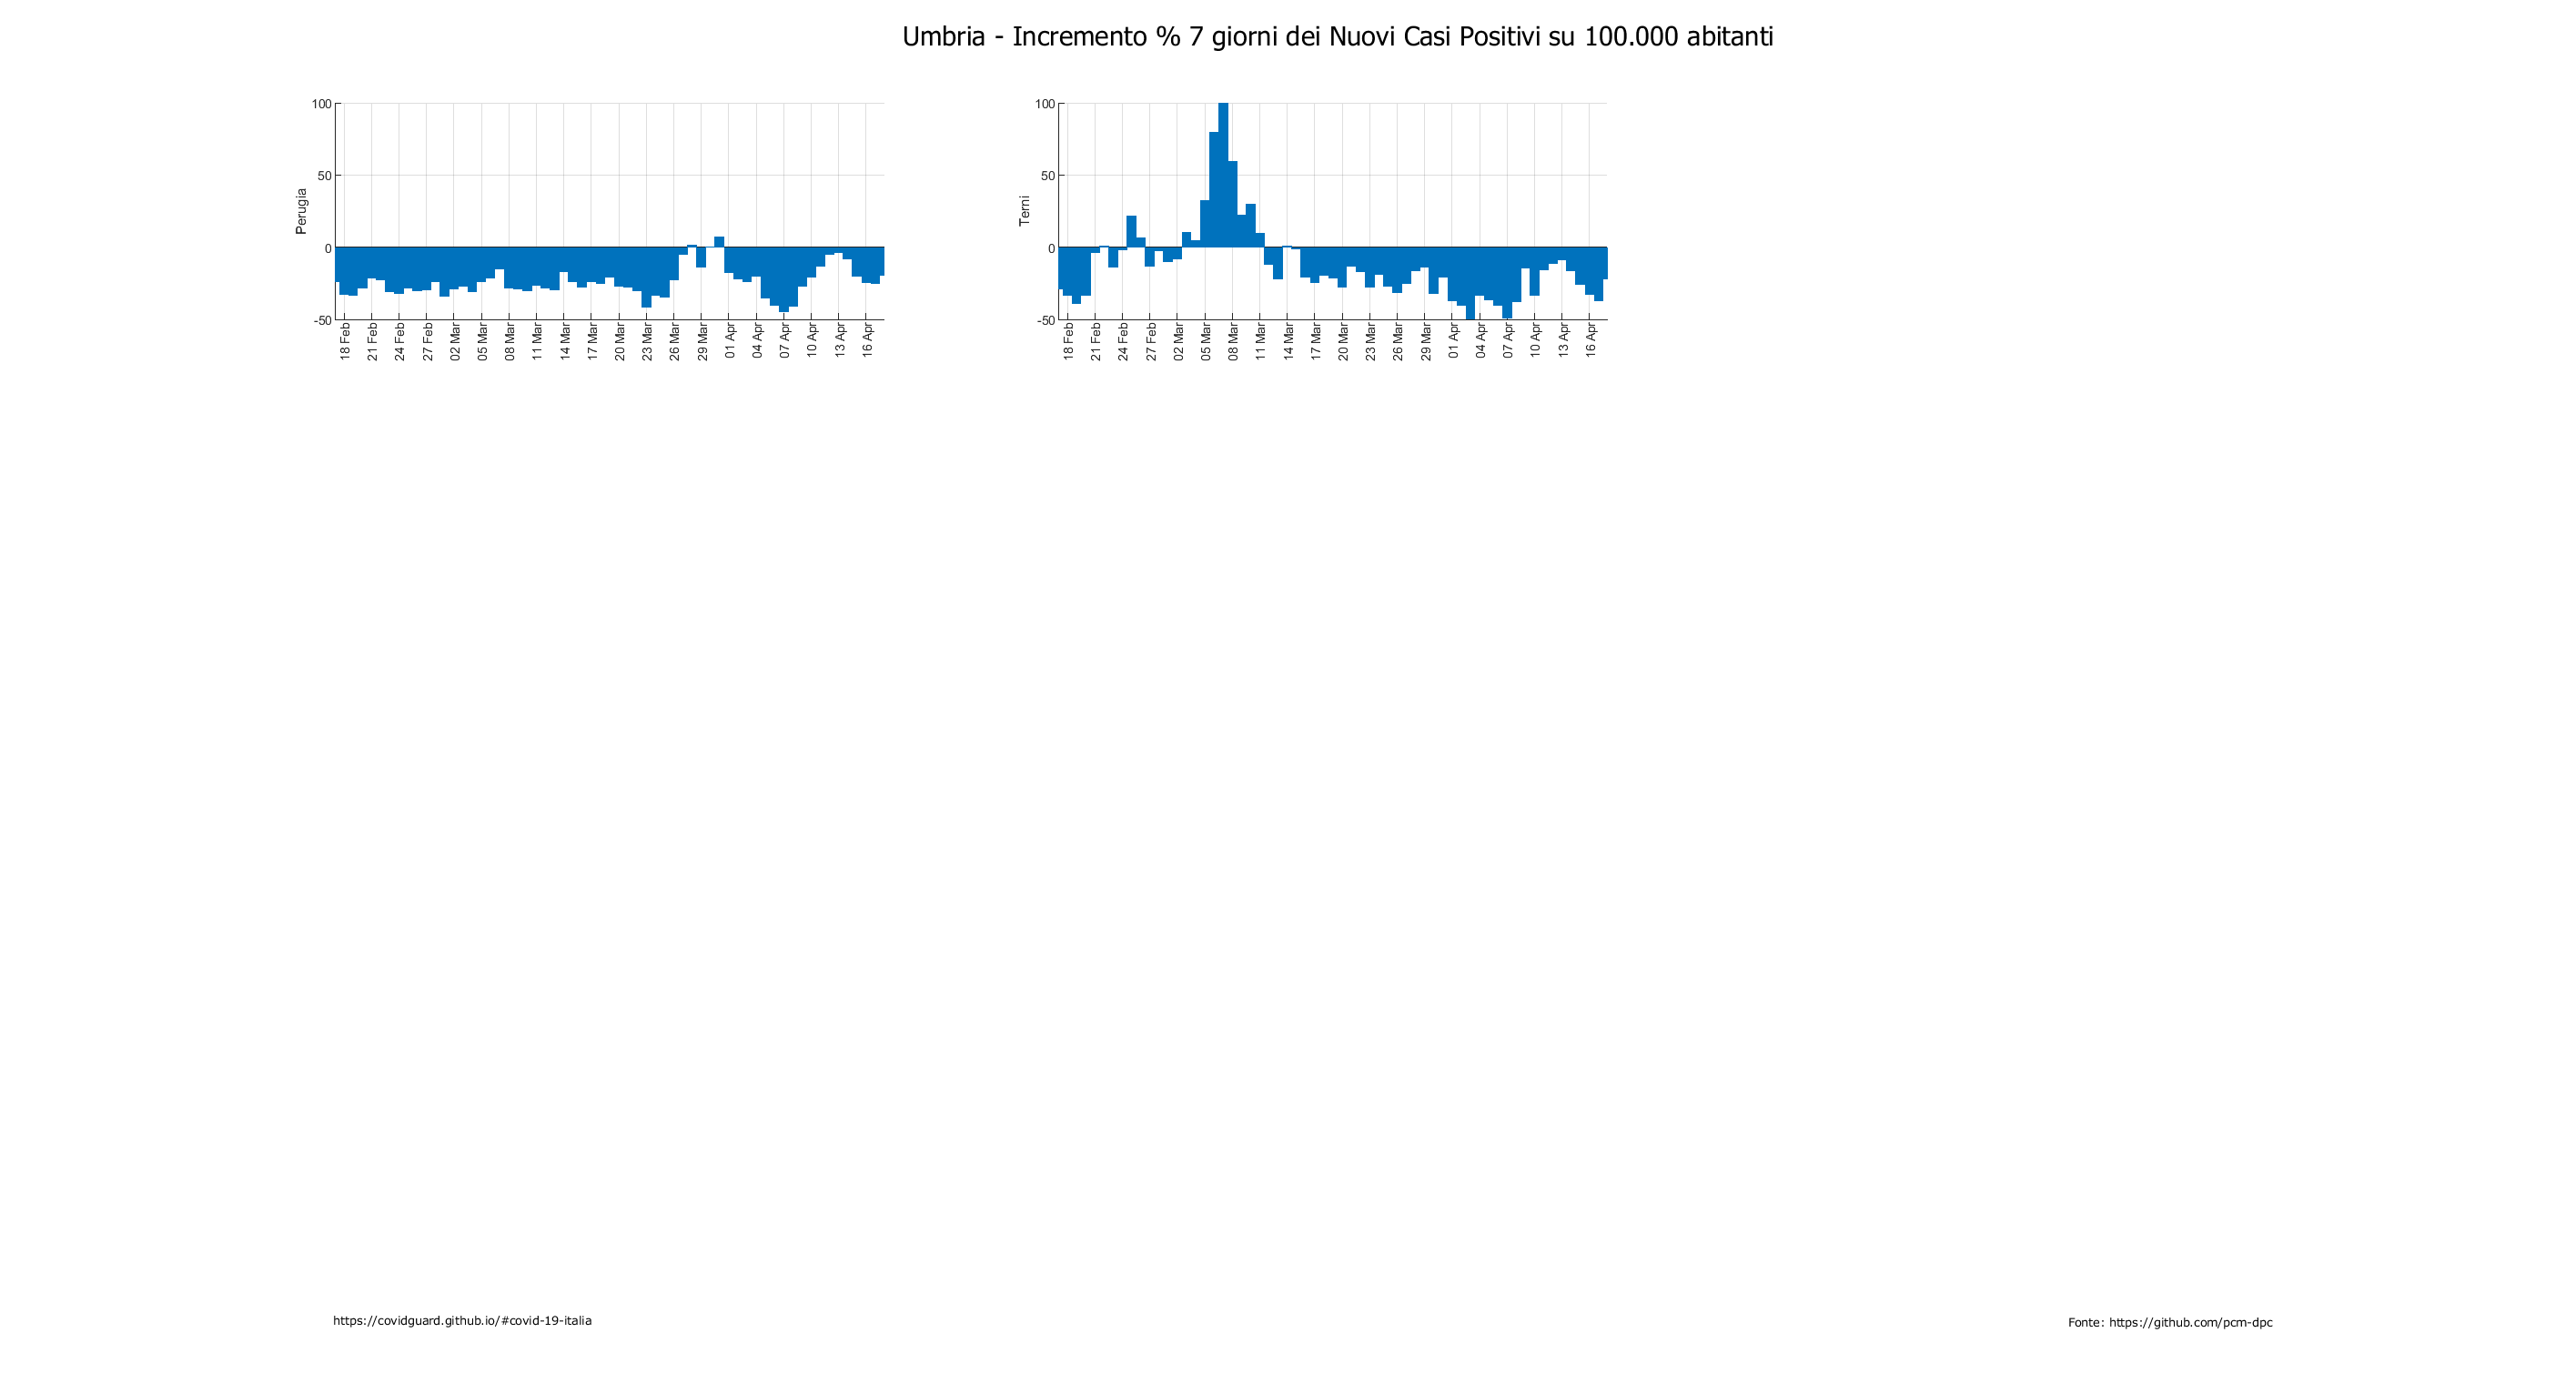 Umbria - Incremento % 7 giorni dei Nuovi Casi Positivi su 100.000 abitanti
Perugia
100
50
0
-50
18 Feb
21 Feb
24 Feb
27 Feb
02 Mar
05 Mar
08 Mar
11 Mar
14 Mar
17 Mar
20 Mar
23 Mar
26 Mar
29 Mar
01 Apr
04 Apr
07 Apr
10 Apr
13 Apr
16 Apr
Terni
100
50
0
-50
18 Feb
21 Feb
24 Feb
27 Feb
02 Mar
05 Mar
08 Mar
11 Mar
14 Mar
17 Mar
20 Mar
23 Mar
26 Mar
29 Mar
01 Apr
04 Apr
07 Apr
10 Apr
13 Apr
16 Apr
https://covidguard.github.io/#covid-19-italia
Fonte: https://github.com/pcm-dpc